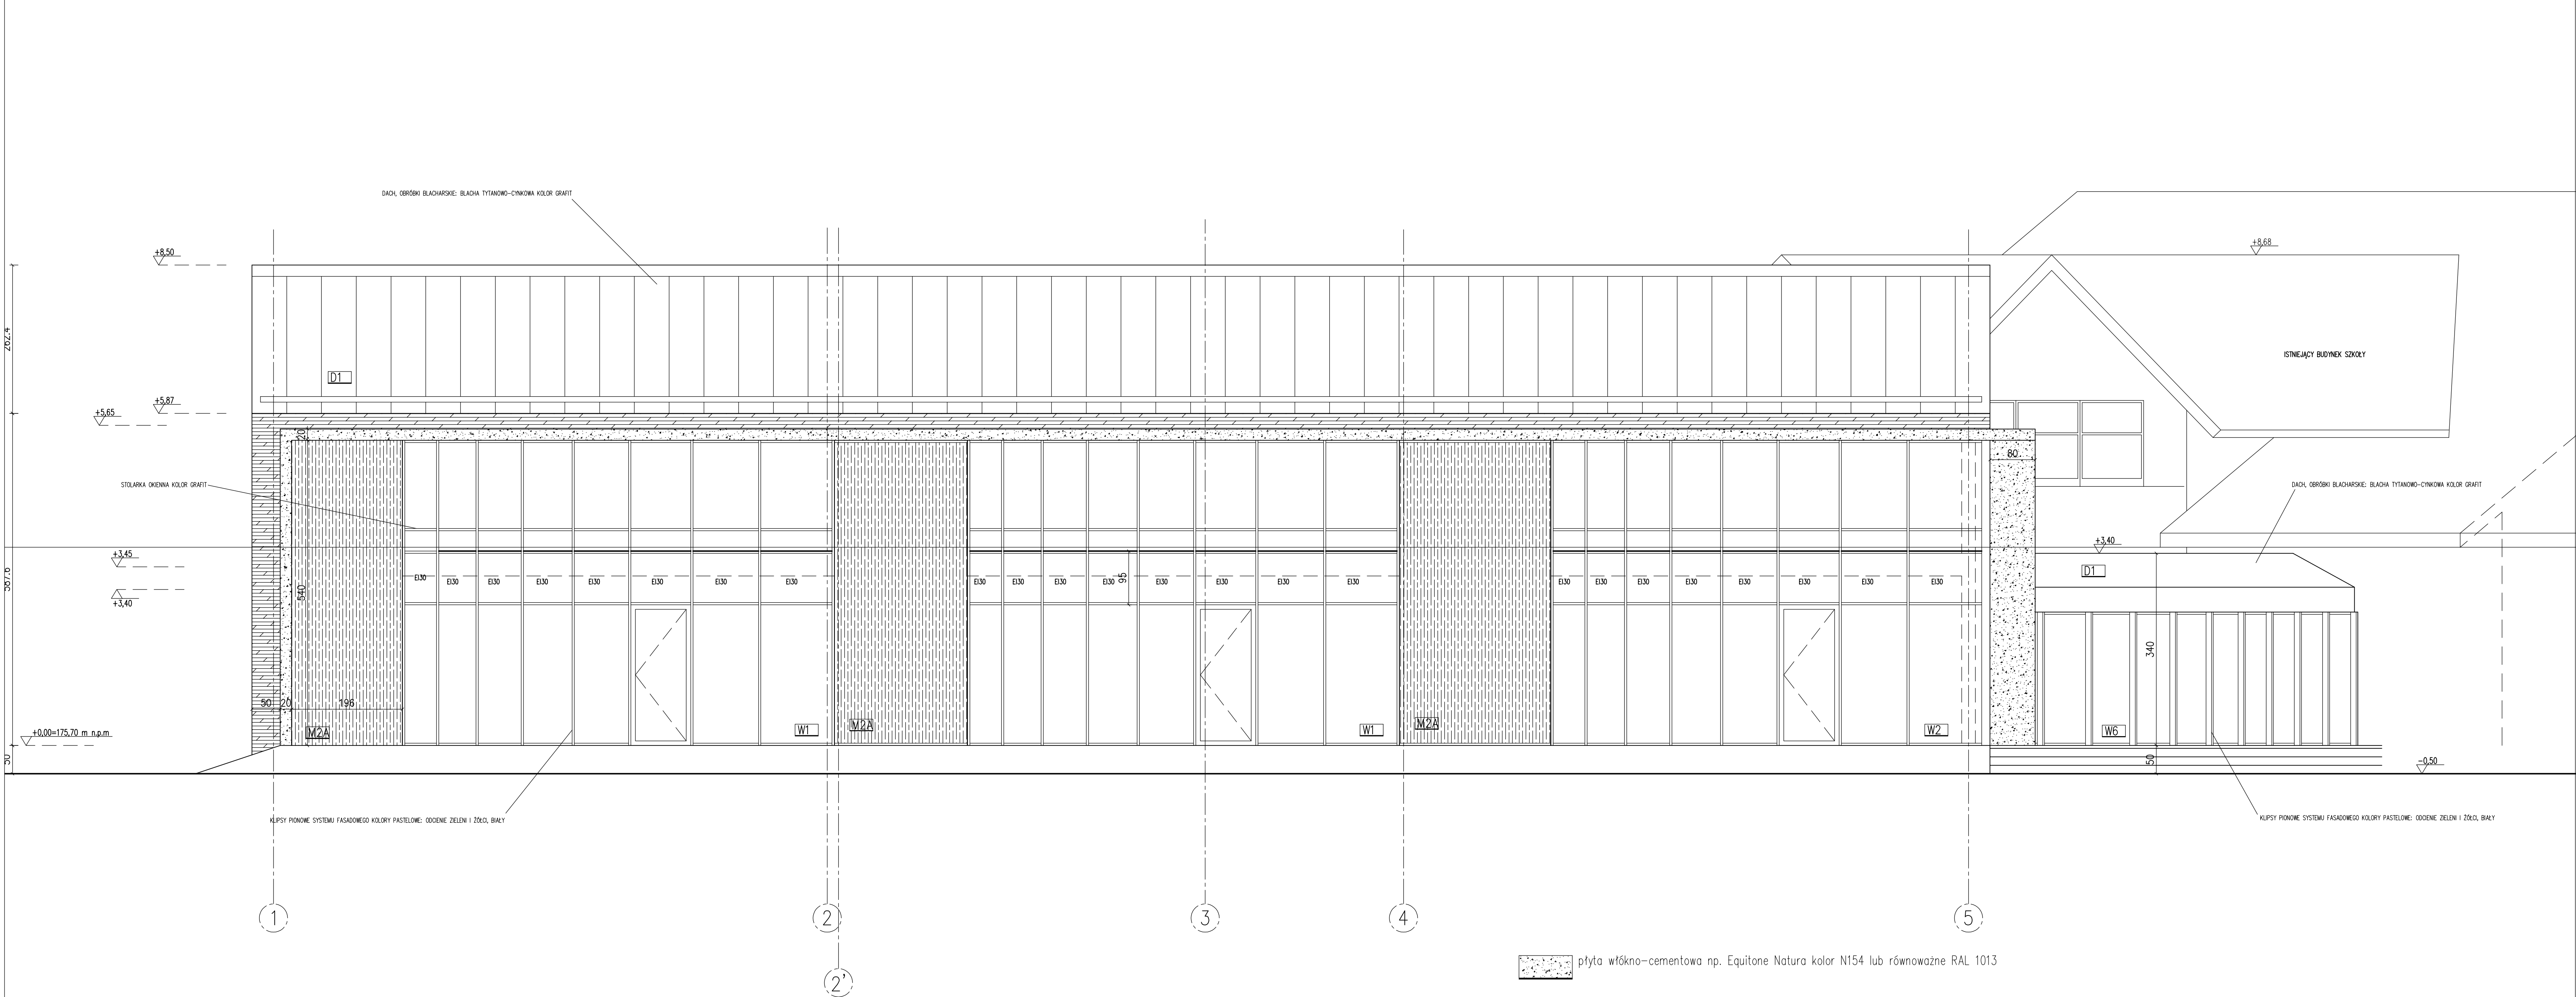 DACH, OBRÓBKI BLACHARSKIE: BLACHA TYTANOWO-CYNKOWA KOLOR GRAFIT
+8,50
+8,68
262.4
ISTNIEJĄCY BUDYNEK SZKOŁY
D1
+5,87
+5,65
20
80
STOLARKA OKIENNA KOLOR GRAFIT
DACH, OBRÓBKI BLACHARSKIE: BLACHA TYTANOWO-CYNKOWA KOLOR GRAFIT
+3,40
+3,45
587.6
D1
EI30 EI30 EI30 EI30 EI30 EI30 EI30 EI30 EI30 EI30 EI30 EI30 95 EI30 EI30 EI30 EI30 EI30 EI30 EI30 EI30 EI30 EI30 EI30 EI30
540
+3,40
340
50 20 196
M2A W1 M2A W1 M2A W2 W6
+0,00=175,70 m n.p.m
50
50
-0,50
KLIPSY PIONOWE SYSTEMU FASADOWEGO KOLORY PASTELOWE: ODCIENIE ZIELENI I ŻÓŁCI, BIAŁY
KLIPSY PIONOWE SYSTEMU FASADOWEGO KOLORY PASTELOWE: ODCIENIE ZIELENI I ŻÓŁCI, BIAŁY
1 2 3 4 5
2'
płyta włókno-cementowa np. Equitone Natura kolor N154 lub równoważne RAL 1013